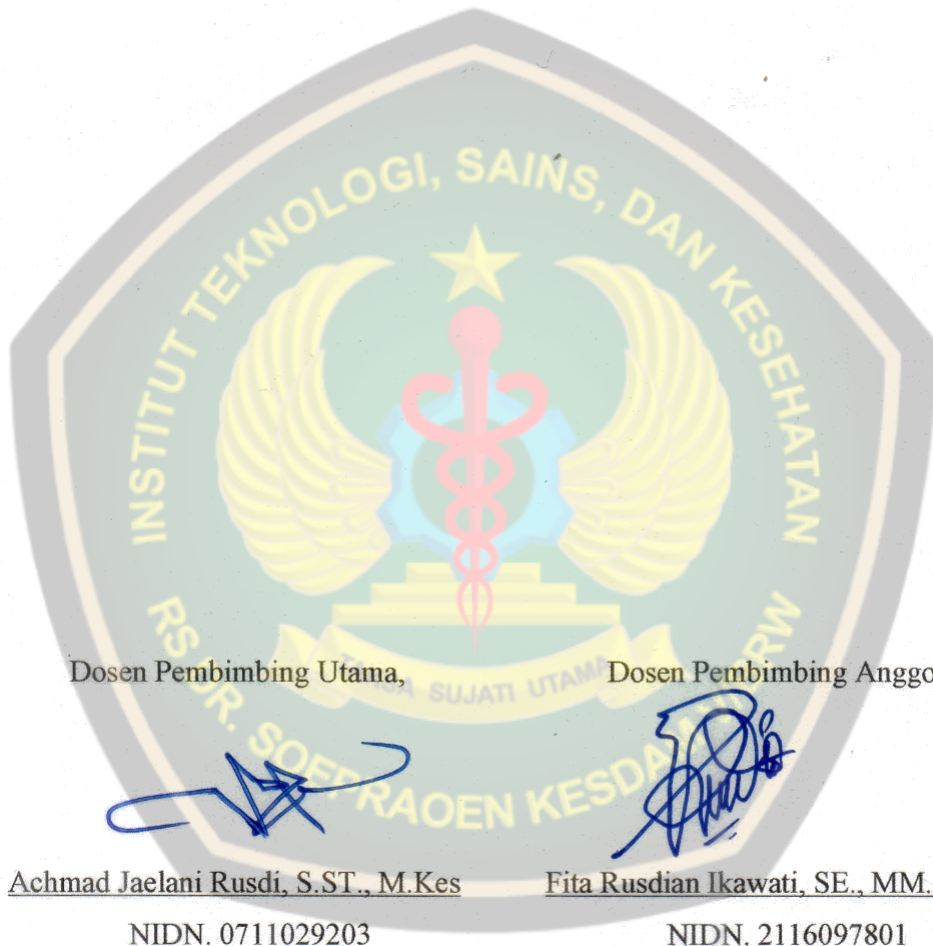 INSTITUT TEKNOLOGI, SAINS, DAN KESEHATAN
RS DR. SOEPRAOEN KESDAM
SUJATI UTAMA
Dosen Pembimbing Utama,
Dosen Pembimbing Anggo
Achmad Jaelani Rusdi, S.ST., M.Kes
Fita Rusdian Ikawati, SE., MM.
NIDN. 0711029203
NIDN. 2116097801